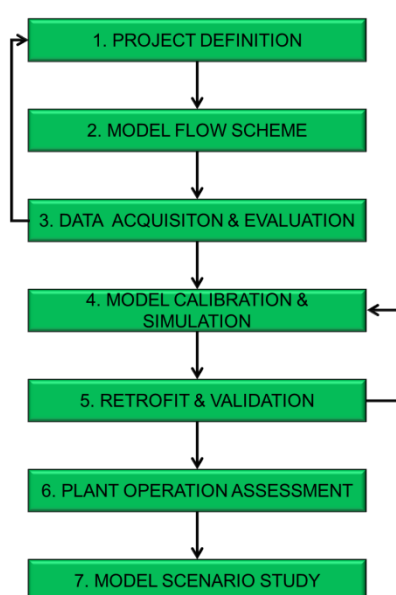 1. PROJECT DEFINITION
2. MODEL FLOW SCHEME
3. DATA ACQUISITON & EVALUATION
4. MODEL CALIBRATION &
SIMULATION
5. RETROFIT & VALIDATION
6. PLANT OPERATION ASSESSMENT
7. MODEL SCENARIO STUDY